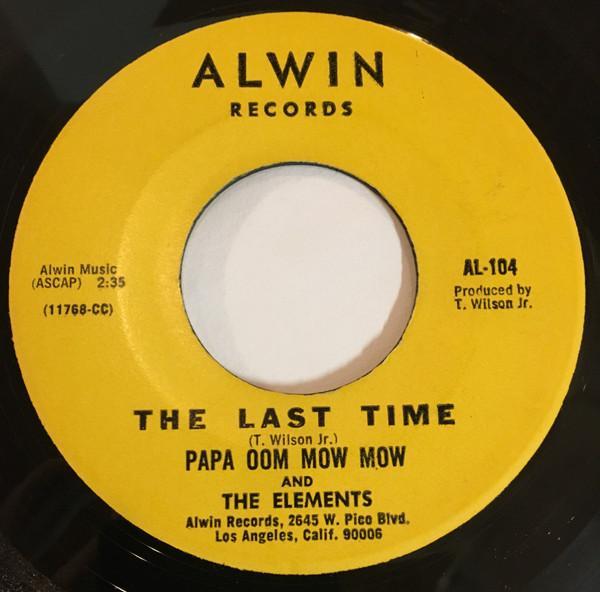 ALWIN
RECORDS
Alwin Music
(ASCAP) 2:35
(11768-CC)
AL-104
Produced by
T. Wilson Jr.
THE LAST TIME
(T. Wilson Jr.)
PAPA OOM MOW MOW
AND
THE ELEMENTS
Alwin Records, 2645 W. Pico Blvd.
Los Angeles, Calif. 90006